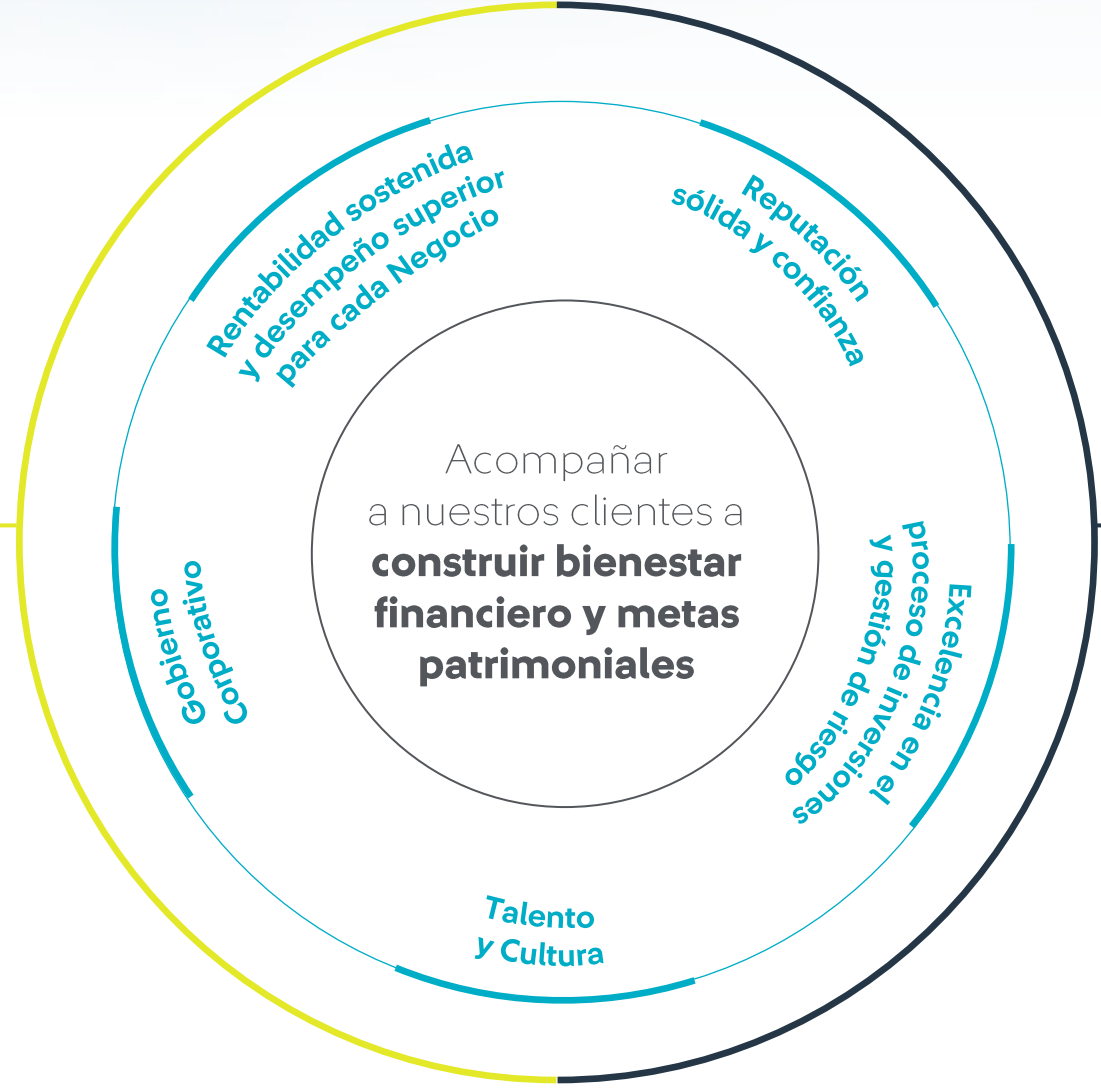 Rentabilidad sostenida
y desempeño superior
para cada Negocio
Reputación
sólida y confianza
Acompañar
a nuestros clientes a
construir bienestar
financiero y metas
patrimoniales
Excelencia en el
proceso de inversiones
y gestión de riesgo
Gobierno
Corporativo
Talento
y Cultura